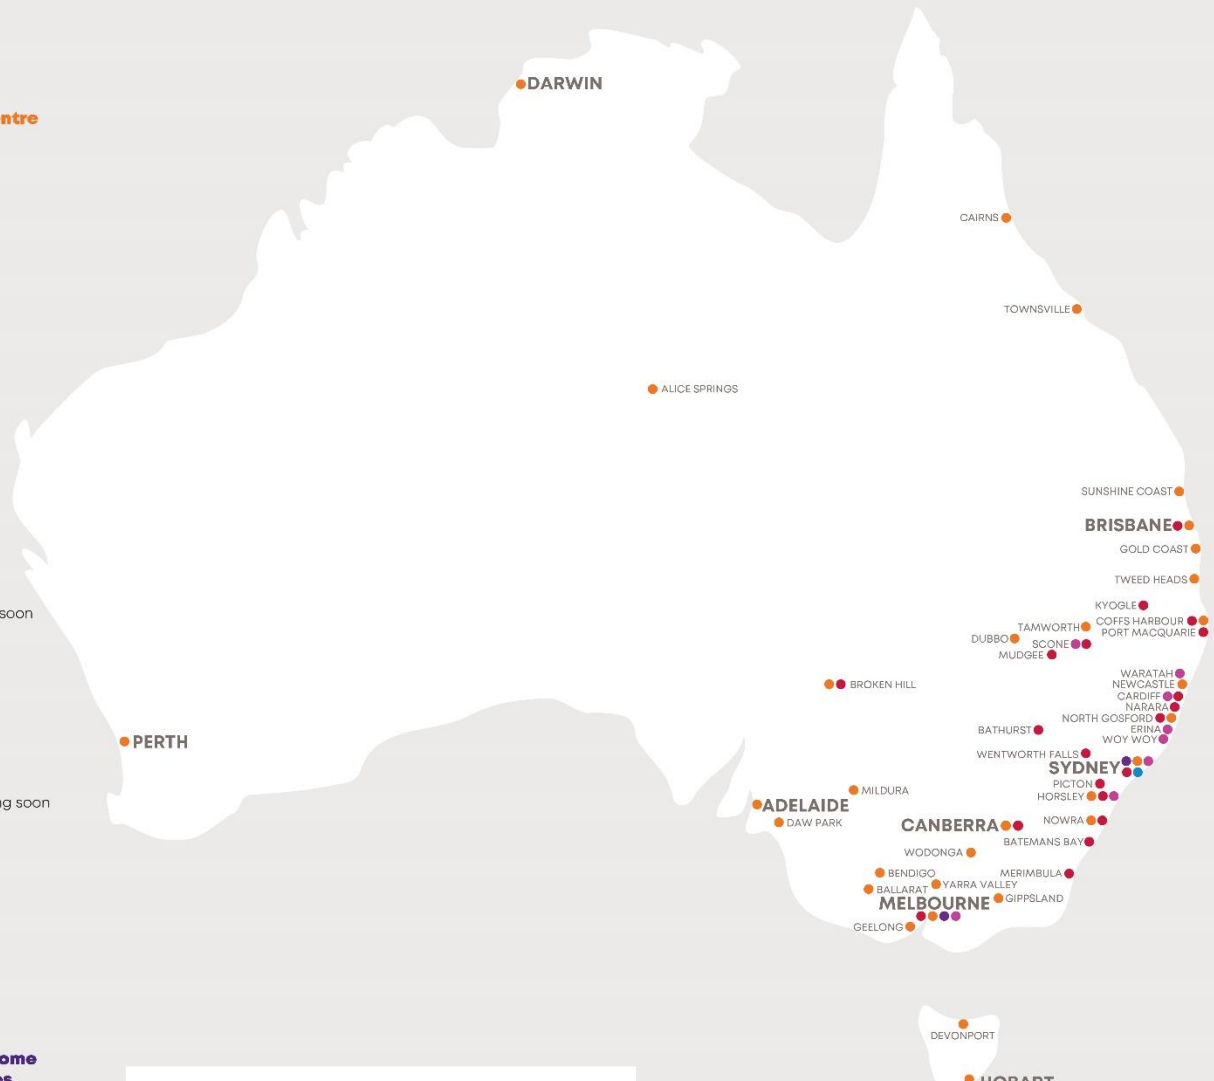 DARWIN
ntre
CAIRNS
TOWNSVILLE
ALICE SPRINGS
SUNSHINE COAST
BRISBANE
GOLD COAST
TWEED HEADS
KYOGLE
soon
COFFS HARBOUR
TAMWORTH
PORT MACQUARIE
DUBBO
SCONE
MUDGEE
WARATAH
BROKEN HILL
NEWCASTLE
CARDIFF
NARARA
NORTH GOSFORD
BATHURST
ERINA
WOY WOY
PERTH
WENTWORTH FALLS
SYDNEY
PICTON
MILDURA
HORSLEY
ng soon
ADELAIDE
NOWRA
DAW PARK
CANBERRA
BATEMANS BAY
WODONGA
BENDIGO
MERIMBULA
YARRA VALLEY
BALLARAT
GIPPSLAND
MELBOURNE
GEELONG
DEVONPORT
ome
HOBART